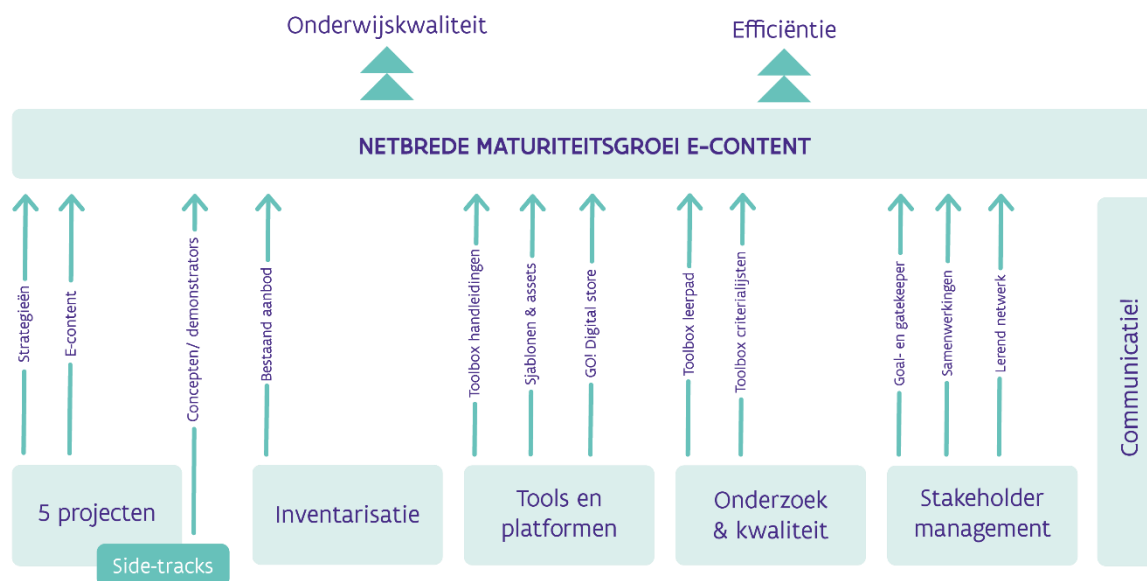 Onderwijskwaliteit
Efficiëntie
NETBREDE MATURITEITSGROEI E-CONTENT
Strategieën
E-content
Concepten/ demonstrators
Bestaand aanbod
Toolbox handleidingen
Sjablonen & assets
GO! Digital store
Toolbox leerpad
Toolbox criterialijsten
Goal- en gatekeeper
Samenwerkingen
Lerend netwerk
Communicatie!
5 projecten
Side-tracks
Inventarisatie
Tools en
platformen
Onderzoek
& kwaliteit
Stakeholder
management